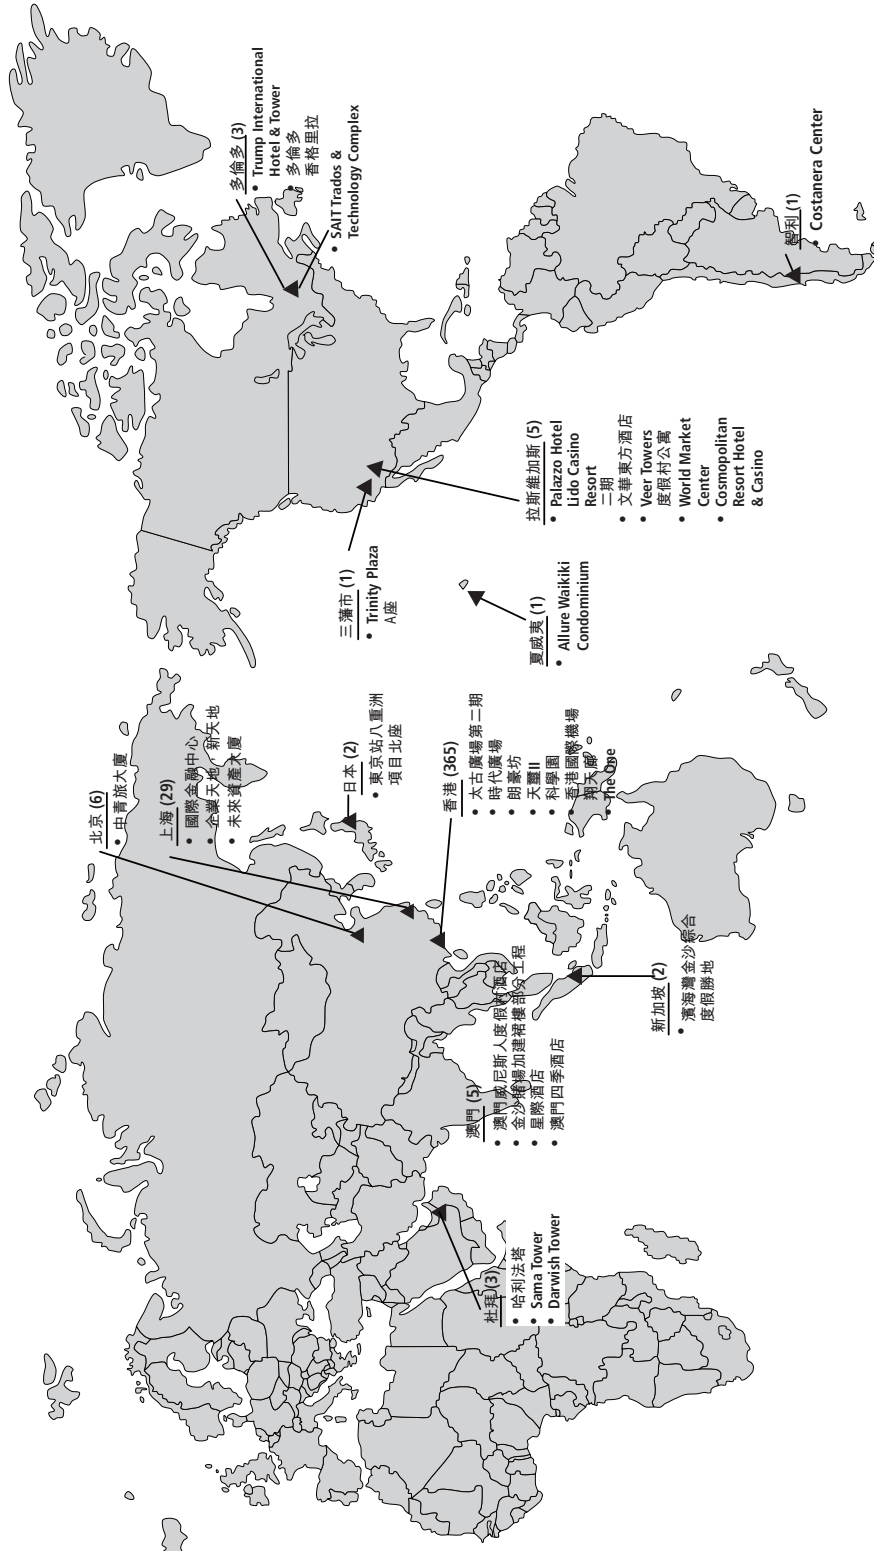 北京 (6)
• 中青旅大廈
上海 (29)
• 國際金融中心
• 企業天地／新天地
• 未來資產大廈
日本 (2)
• 東京站八重洲
項目北座
香港 (365)
• 太古廣場第二期
• 時代廣場
• 朗豪坊
• 天璽II
• 科學園
• 香港國際機場
翔天廊
• The One
澳門 (5)
• 澳門威尼斯人度假村酒店
• 金沙賭場加建裙樓部分工程
• 星際酒店
• 澳門四季酒店
新加坡 (2)
• 濱海灣金沙綜合
度假勝地
杜拜 (3)
• 哈利法塔
• Sama Tower
• Darwish Tower
多倫多 (3)
• Trump International
Hotel & Tower
• 多倫多
香格里拉
• SAIT Trados &
Technology Complex
三藩市 (1)
• Trinity Plaza
A座
拉斯維加斯 (5)
• Palazzo Hotel
Lido Casino
Resort
二期
• 文華東方酒店
• Veer Towers
度假村公寓
• World Market
Center
• Cosmopolitan
Resort Hotel
& Casino
夏威夷 (1)
• Allure Waikiki
Condominium
智利 (1)
• Costanera Center